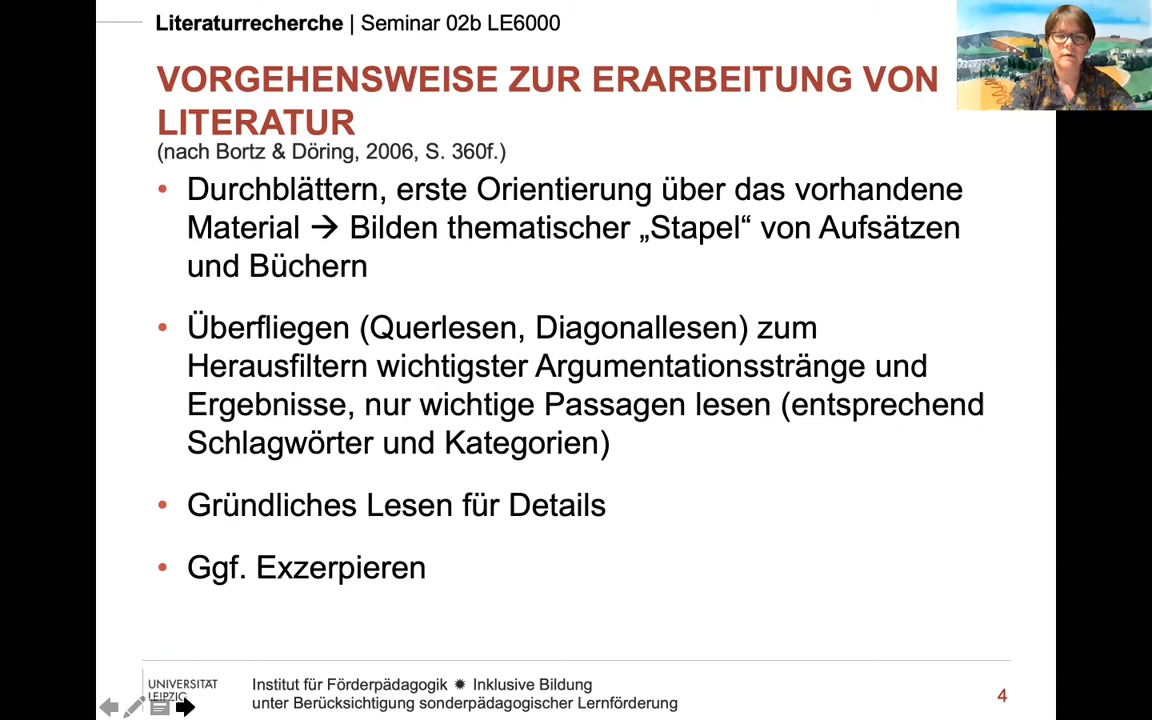 Literaturrecherche | Seminar 02b LE6000
VORGEHENSWEISE ZUR ERARBEITUNG VON
LITERATUR
(nach Bortz & Döring, 2006, S. 360f.)
• Durchblättern, erste Orientierung über das vorhandene
Material → Bilden thematischer „Stapel“ von Aufsätzen
und Büchern
• Überfliegen (Querlesen, Diagonallesen) zum
Herausfiltern wichtigster Argumentationsstränge und
Ergebnisse, nur wichtige Passagen lesen (entsprechend
Schlagwörter und Kategorien)
• Gründliches Lesen für Details
• Ggf. Exzerpieren
UNIVERSITÄT
LEIPZIG
Institut für Förderpädagogik ✹ Inklusive Bildung
unter Berücksichtigung sonderpädagogischer Lernförderung
4